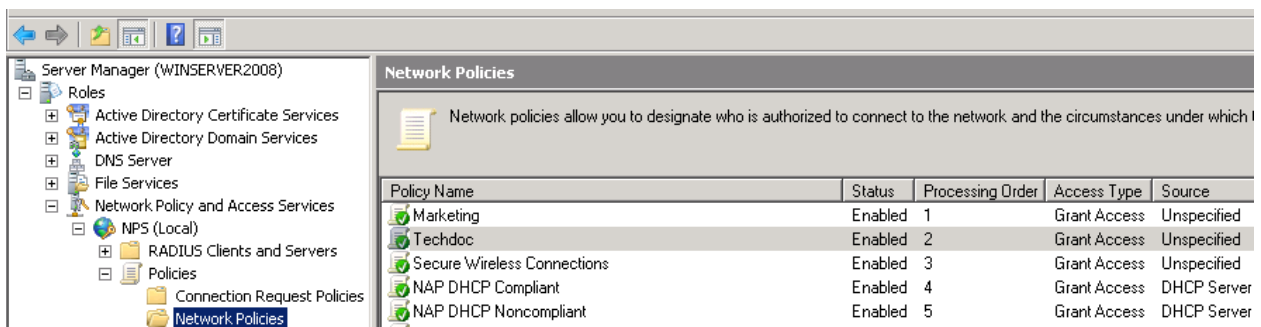 Server Manager (WINSERVER2008)
Roles
Active Directory Certificate Services
Active Directory Domain Services
DNS Server
File Services
Network Policy and Access Services
NPS (Local)
RADIUS Clients and Servers
Policies
Connection Request Policies
Network Policies
Network Policies
Network policies allow you to designate who is authorized to connect to the network and the circumstances under which
Policy Name Status Processing Order Access Type Source
Marketing Enabled 1 Grant Access Unspecified
Techdoc Enabled 2 Grant Access Unspecified
Secure Wireless Connections Enabled 3 Grant Access Unspecified
NAP DHCP Compliant Enabled 4 Grant Access DHCP Server
NAP DHCP Noncompliant Enabled 5 Grant Access DHCP Server